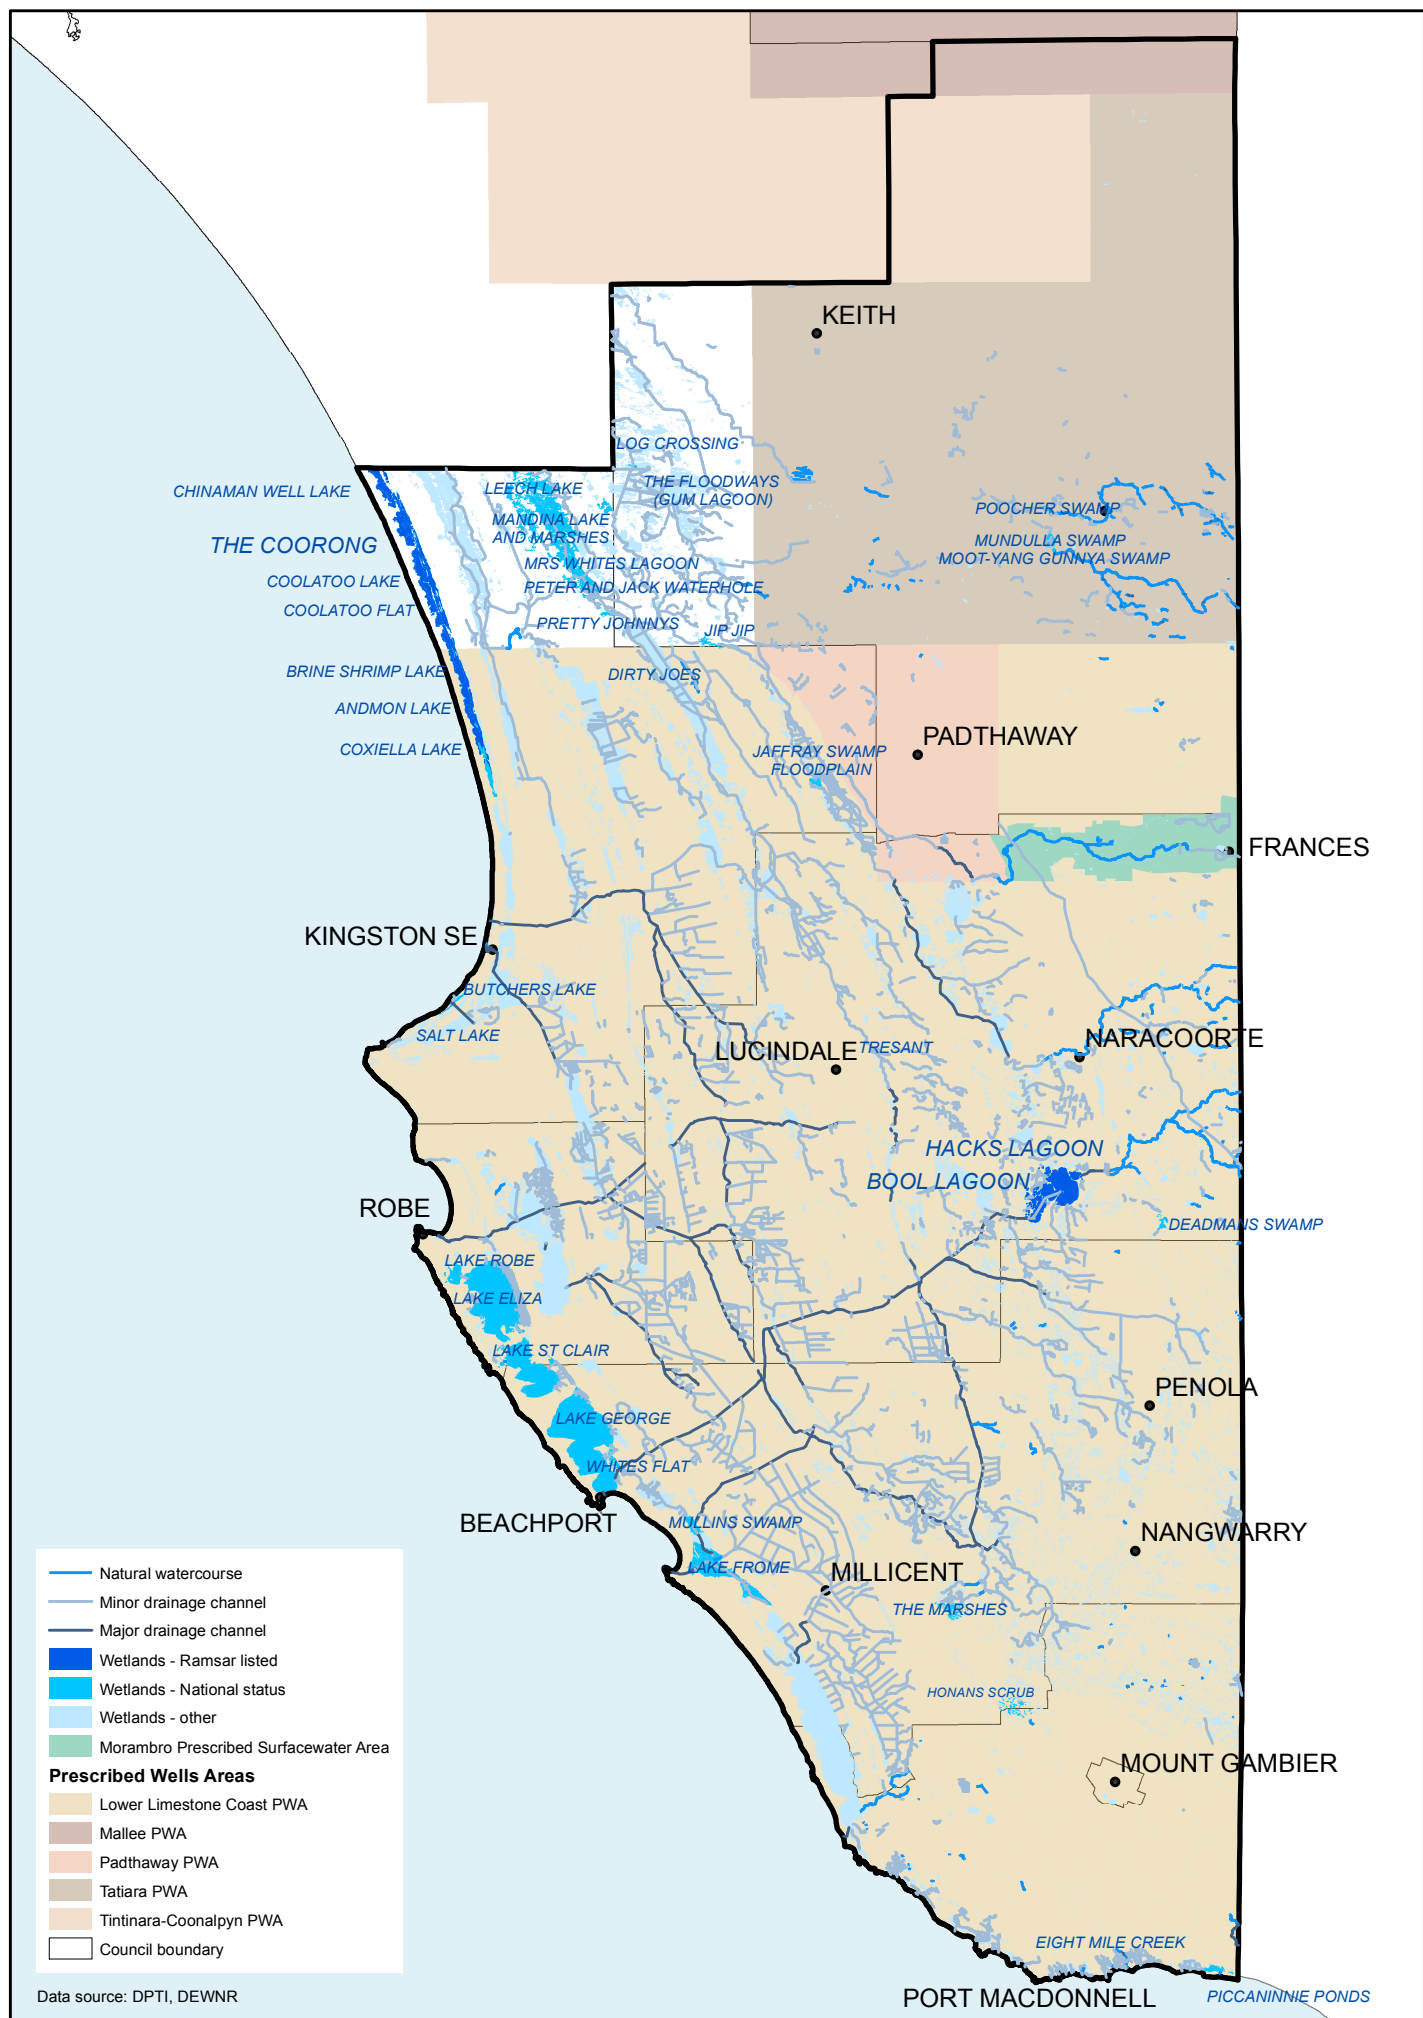 KEITH
LOG CROSSING
THE FLOODWAYS
(GUM LAGOON)
LEECH LAKE
CHINAMAN WELL LAKE
MANDINA LAKE
AND MARSHES
POOCHER SWAMP
THE COORONG
MUNDULLA SWAMP
MOOT-YANG GUNNYA SWAMP
MRS WHITES LAGOON
COOLATOO LAKE
PETER AND JACK WATERHOLE
COOLATOO FLAT
PRETTY JOHNNYS
JIP JIP
BRINE SHRIMP LAKE
DIRTY JOES
ANDMON LAKE
PADTHAWAY
COXIELLA LAKE
JAFFRAY SWAMP
FLOODPLAIN
FRANCES
KINGSTON SE
BUTCHERS LAKE
SALT LAKE
LUCINDALE
TRESANT
NARACOORTE
HACKS LAGOON
BOOL LAGOON
ROBE
DEADMANS SWAMP
LAKE ROBE
LAKE ELIZA
LAKE ST CLAIR
PENOLA
LAKE GEORGE
WHITES FLAT
BEACHPORT
MULLINS SWAMP
NANGWARRY
LAKE FROME
MILLICENT
THE MARSHES
HONANS SCRUB
MOUNT GAMBIER
EIGHT MILE CREEK
PORT MACDONNELL
PICCANINNIE PONDS
Natural watercourse
Minor drainage channel
Major drainage channel
Wetlands - Ramsar listed
Wetlands - National status
Wetlands - other
Morambro Prescribed Surfacewater Area
Prescribed Wells Areas
Lower Limestone Coast PWA
Mallee PWA
Padthaway PWA
Tatiara PWA
Tintinara-Coonalpyn PWA
Council boundary
Data source: DPTI, DEWNR